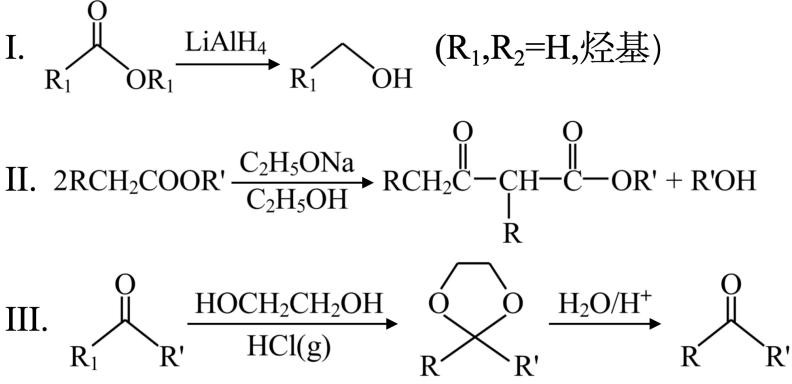 O O
I. R₁ OR₁ LiAlH₄ R₁ OH (R₁,R₂=H,烃基)
O O
II. 2RCH₂COOR' C₂H₅ONa C₂H₅OH RCH₂C CH C OR' + R'OH
R
O O
III. R₁ R' HOCH₂CH₂OH HCl(g) O O R R' H₂O/H⁺ R R'